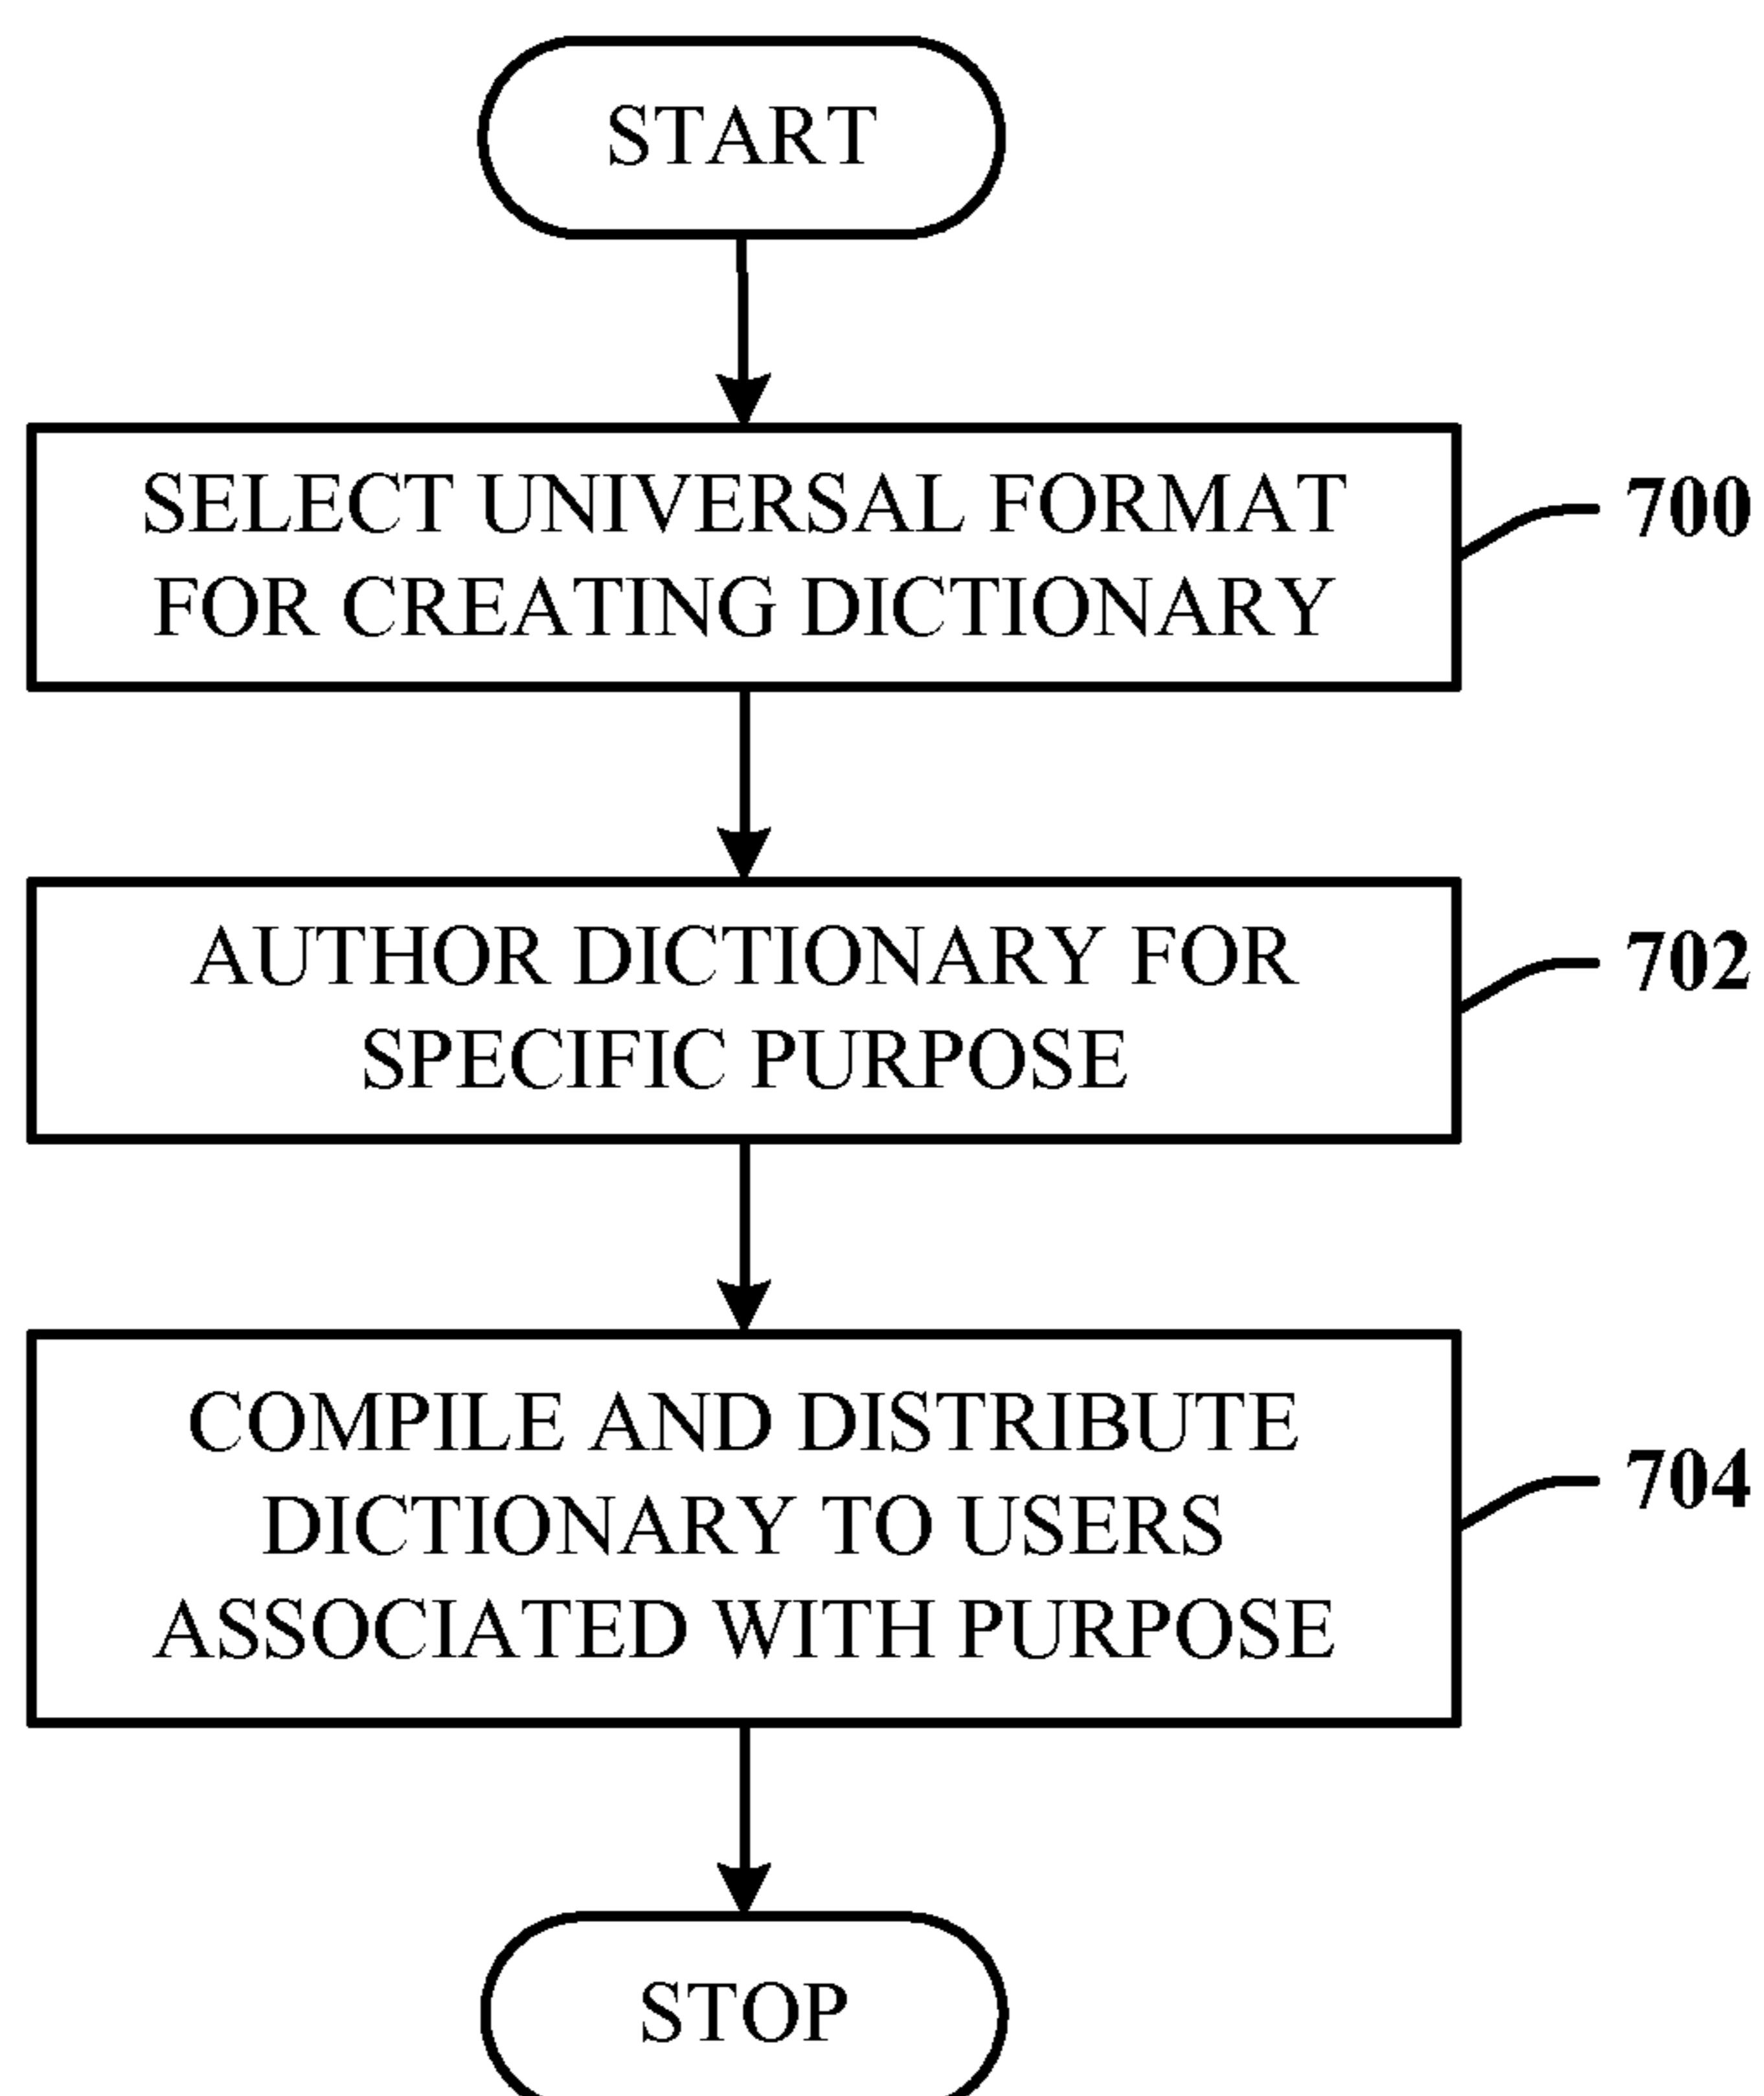 START
SELECT UNIVERSAL FORMAT
FOR CREATING DICTIONARY
700
AUTHOR DICTIONARY FOR
SPECIFIC PURPOSE
702
COMPILE AND DISTRIBUTE
DICTIONARY TO USERS
ASSOCIATED WITH PURPOSE
704
STOP